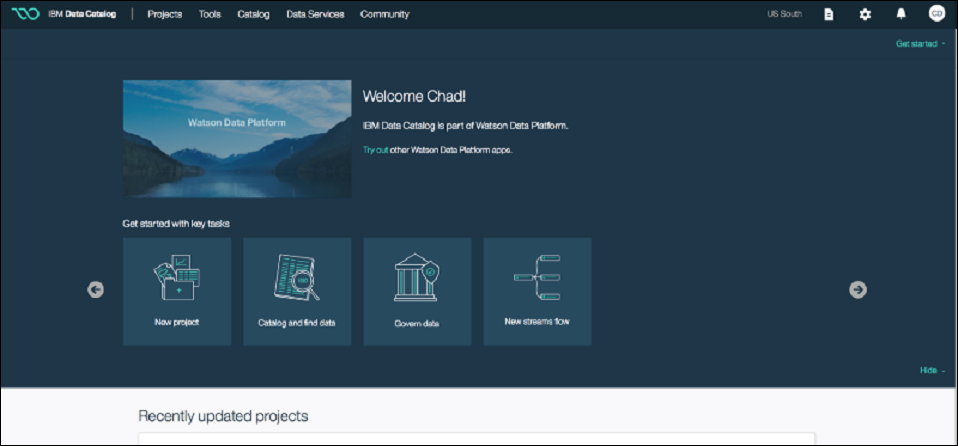 IBM Data Catalog Projects Tools Catalog Data Services Community US South CD
Get started
Watson Data Platform
Welcome Chad!
IBM Data Catalog is part of Watson Data Platform.
Try out other Watson Data Platform apps.
Get started with key tasks
New project Catalog and find data Govern data New streams flow
Hide
Recently updated projects